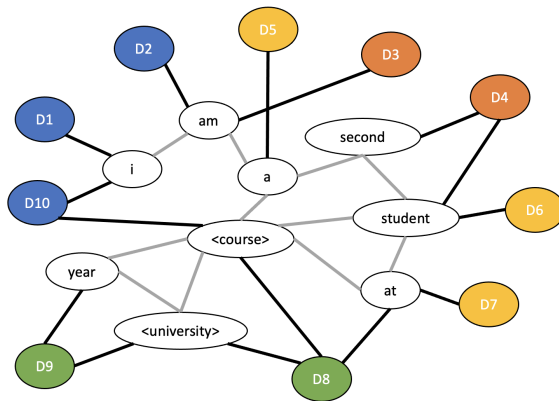 D5
D2
D3
D4
am
D1
second
i
a
D10
student
D6
<course>
year
at
D7
<university>
D9
D8